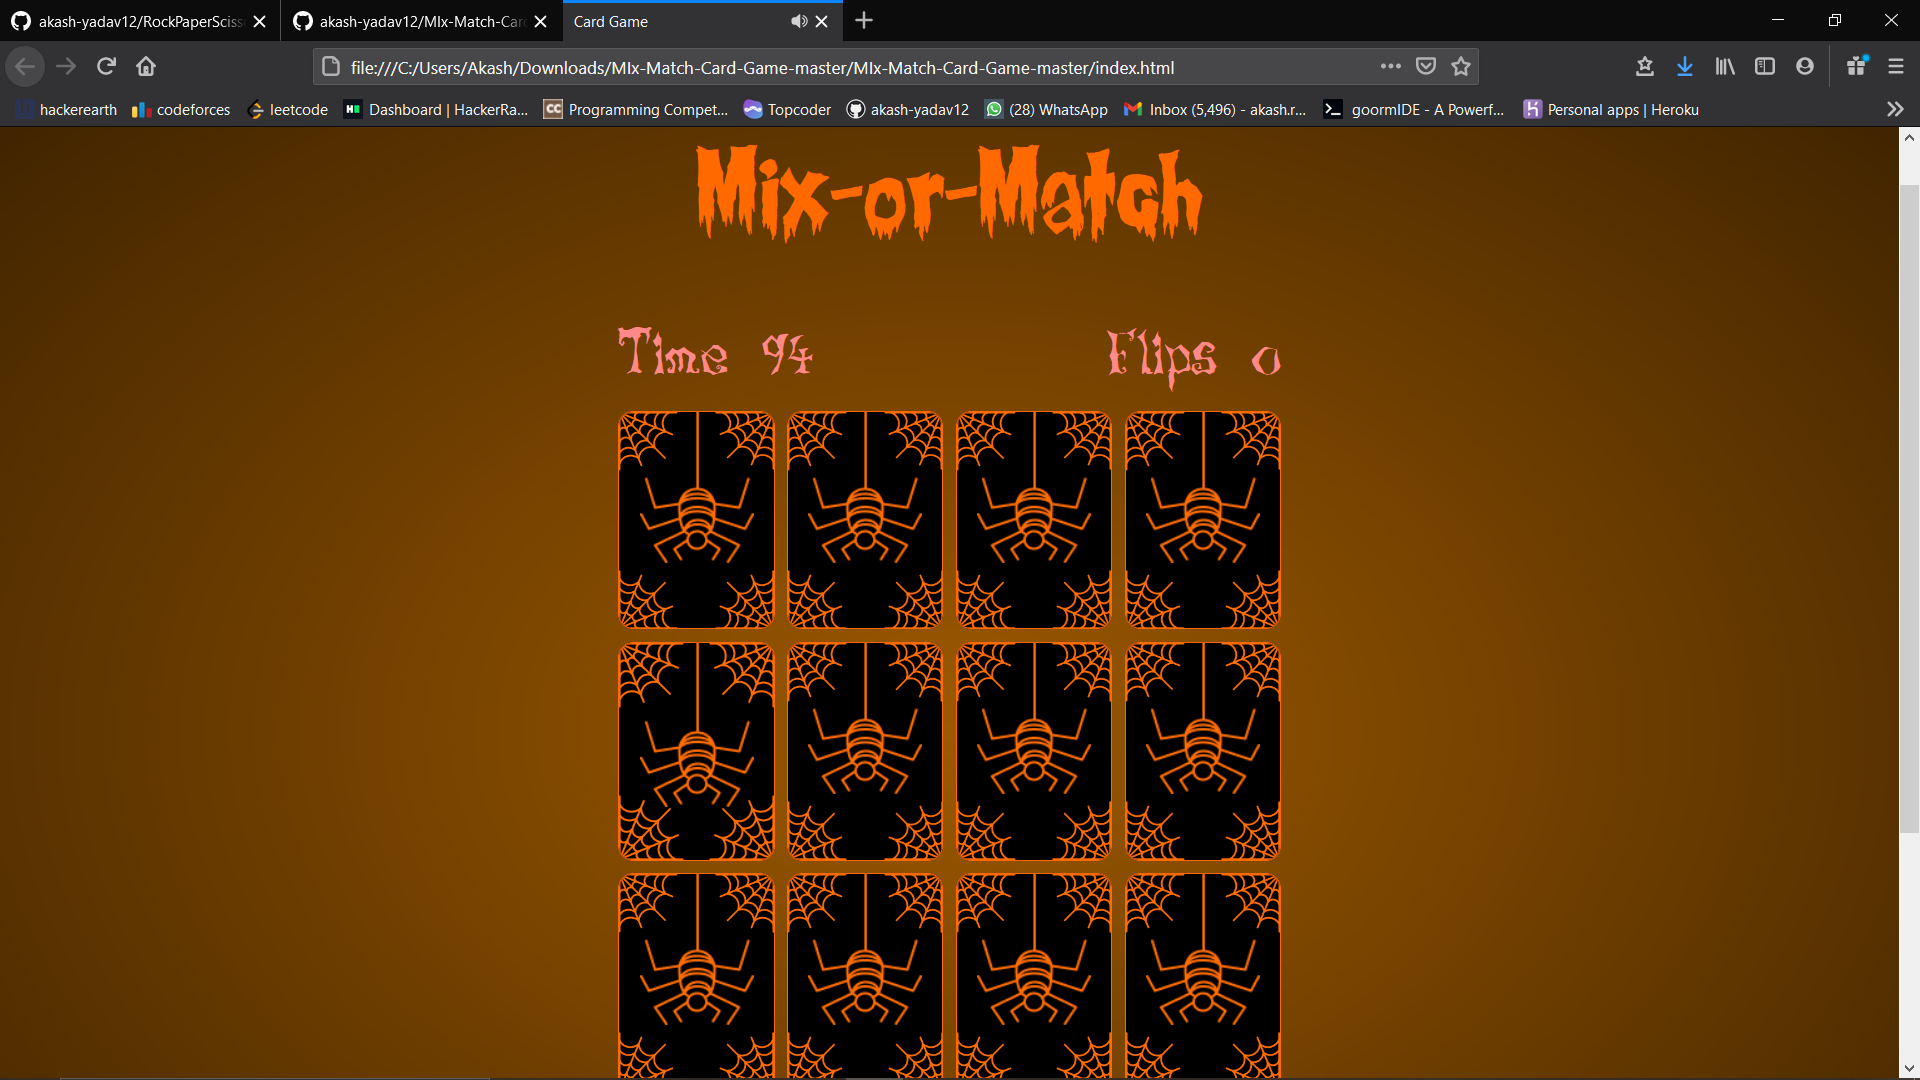 akash-yadav12/RockPaperSciss
akash-yadav12/MIx-Match-Car
Card Game
file:///C:/Users/Akash/Downloads/MIx-Match-Card-Game-master/MIx-Match-Card-Game-master/index.html
hackerearth
codeforces
leetcode
Dashboard | HackerRa...
CC
Programming Compet...
Topcoder
akash-yadav12
(28) WhatsApp
Inbox (5,496) - akash.r...
goormIDE - A Powerf...
Personal apps | Heroku
Mix-or-Match
Time 94
Flips 0